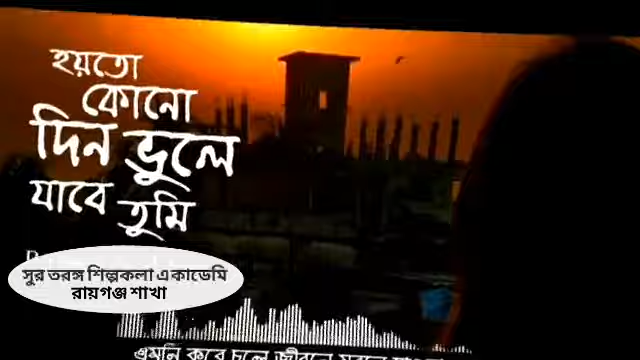 হয়তো
কোনো
দিন ভুলে
যাবে তুমি
সুর তরঙ্গ শিল্পকলা একাডেমি
রায়গঞ্জ শাখা
এমনি করে চলে জীবনে